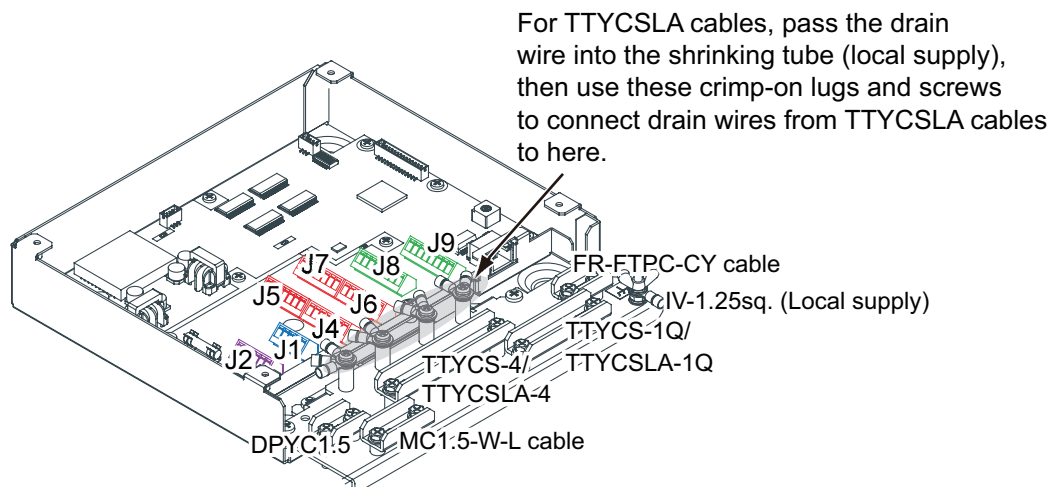 For TTYCSLA cables, pass the drain
wire into the shrinking tube (local supply),
then use these crimp-on lugs and screws
to connect drain wires from TTYCSLA cables
to here.
J9
J8
J7
J6
J5
J4
J1
J2
FR-FTPC-CY cable
IV-1.25sq. (Local supply)
TTYCS-1Q/
TTYCSLA-1Q
TTYCS-4/
TTYCSLA-4
DPYC1.5
MC1.5-W-L cable